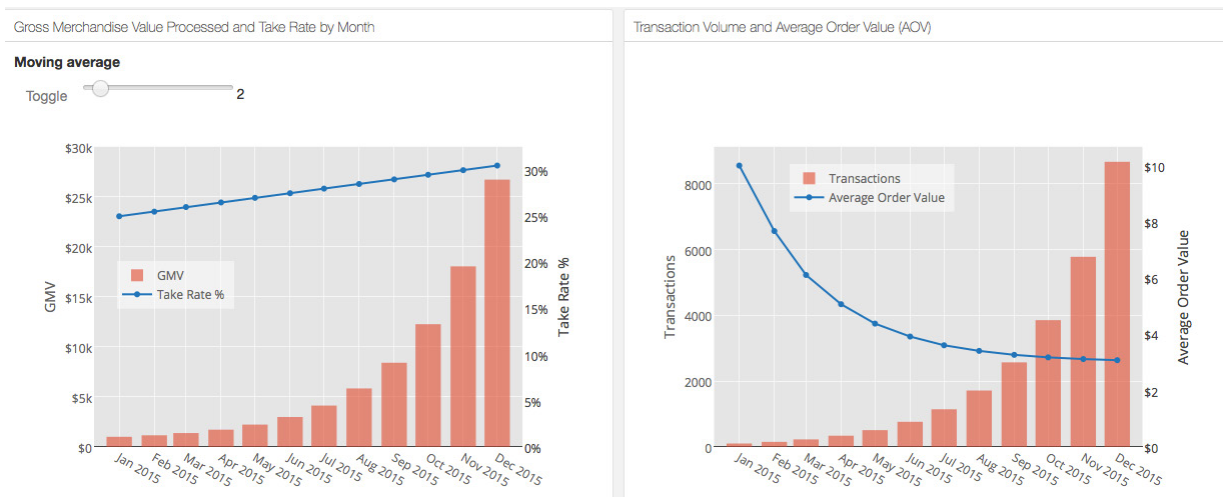 Gross Merchandise Value Processed and Take Rate by Month
Moving average
Toggle 2
$30k
$25k
$20k
$15k
$10k
$5k
$0
GMV
GMV
Take Rate %
30%
25%
20%
15%
10%
5%
0%
Take Rate %
Jan 2015
Feb 2015
Mar 2015
Apr 2015
May 2015
Jun 2015
Jul 2015
Aug 2015
Sep 2015
Oct 2015
Nov 2015
Dec 2015
Transaction Volume and Average Order Value (AOV)
8000
6000
4000
2000
0
Transactions
Transactions
Average Order Value
$10
$8
$6
$4
$2
$0
Average Order Value
Jan 2015
Feb 2015
Mar 2015
Apr 2015
May 2015
Jun 2015
Jul 2015
Aug 2015
Sep 2015
Oct 2015
Nov 2015
Dec 2015